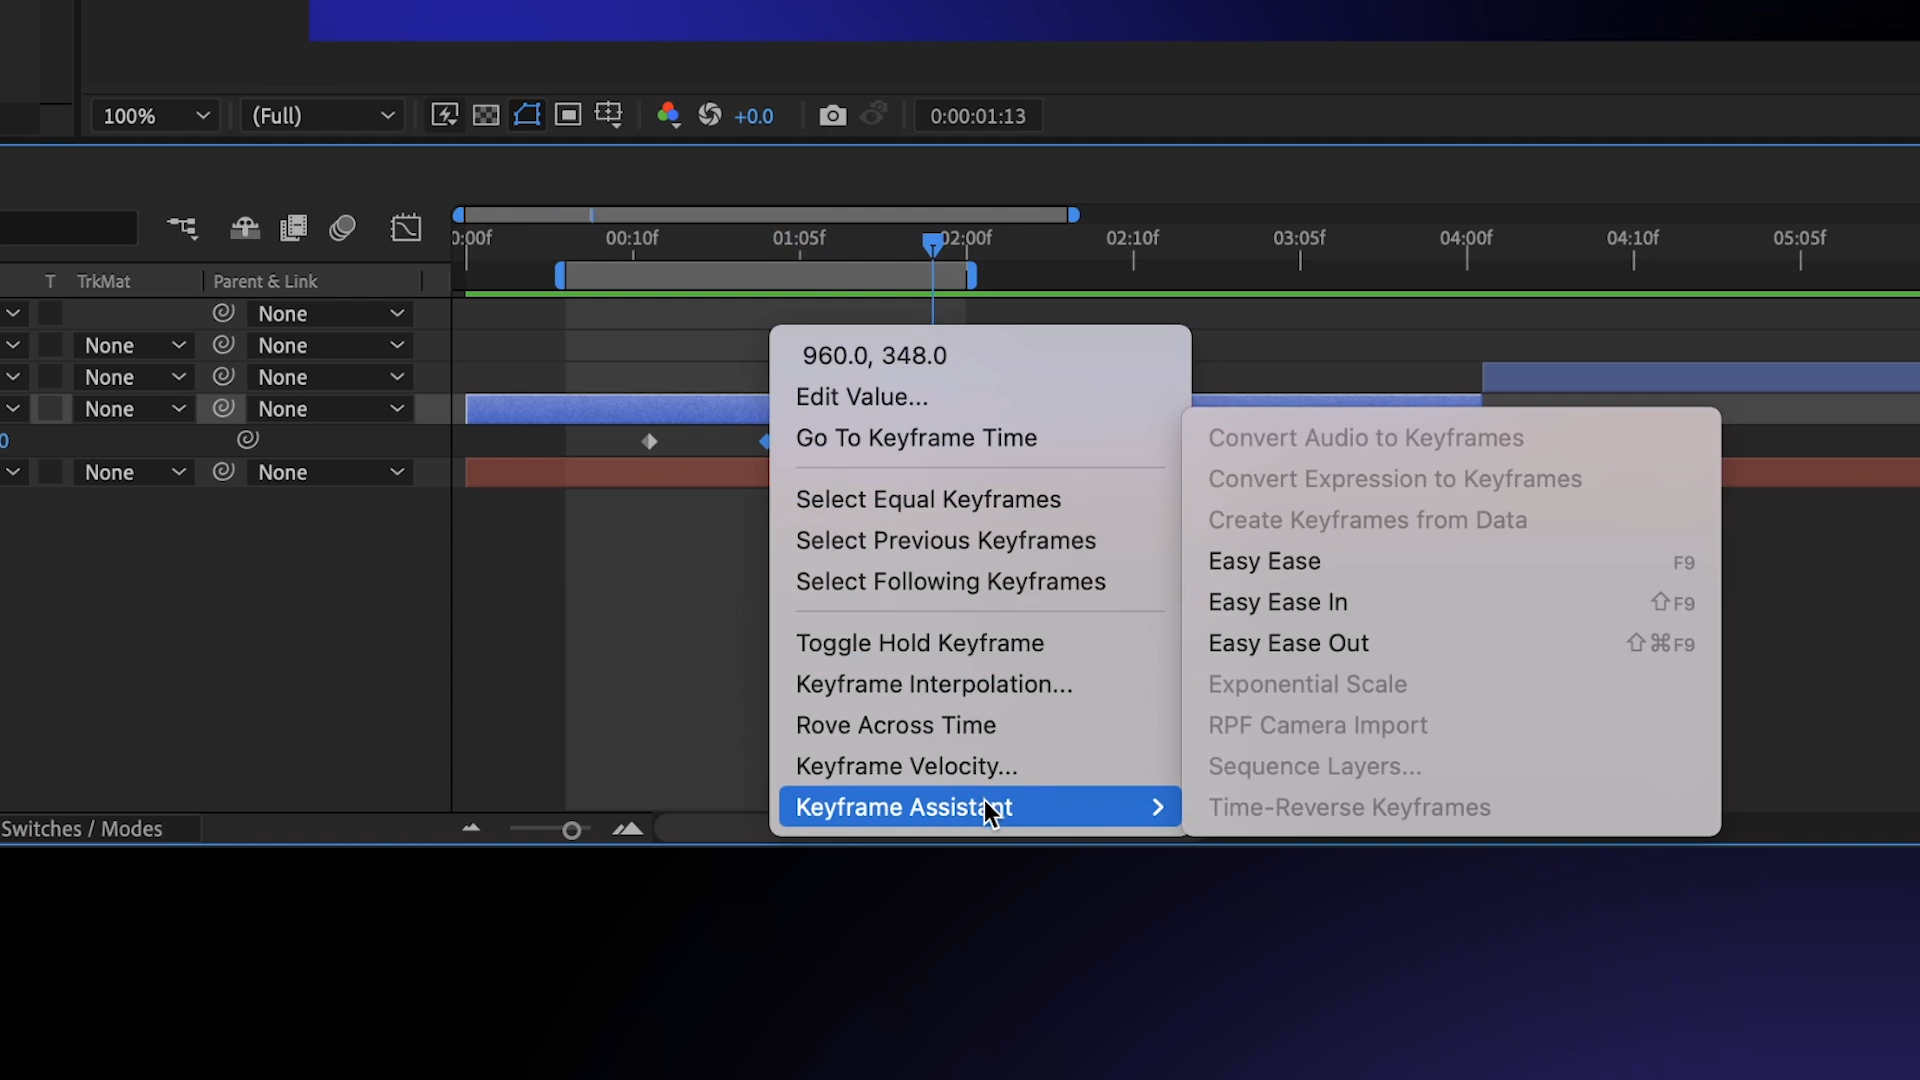 100%
(Full)
+0.0
0:00:01:13
0:00f
00:10f
01:05f
02:00f
02:10f
03:05f
04:00f
04:10f
05:05f
T TrkMat Parent & Link
None
None None
None None
None None
0
None None
960.0, 348.0
Edit Value...
Go To Keyframe Time
Select Equal Keyframes
Select Previous Keyframes
Select Following Keyframes
Toggle Hold Keyframe
Keyframe Interpolation...
Rove Across Time
Keyframe Velocity...
Keyframe Assistant
Convert Audio to Keyframes
Convert Expression to Keyframes
Create Keyframes from Data
Easy Ease F9
Easy Ease In ⇧F9
Easy Ease Out ⇧⌘F9
Exponential Scale
RPF Camera Import
Sequence Layers...
Time-Reverse Keyframes
Switches / Modes